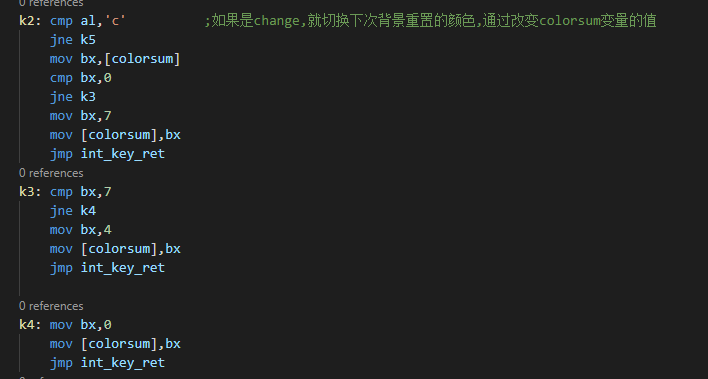 0 references
k2: cmp al,'c' ;如果是change,就切换下次背景重置的颜色,通过改变colorsum变量的值
jne k5
mov bx,[colorsum]
cmp bx,0
jne k3
mov bx,7
mov [colorsum],bx
jmp int_key_ret
0 references
k3: cmp bx,7
jne k4
mov bx,4
mov [colorsum],bx
jmp int_key_ret
0 references
k4: mov bx,0
mov [colorsum],bx
jmp int_key_ret